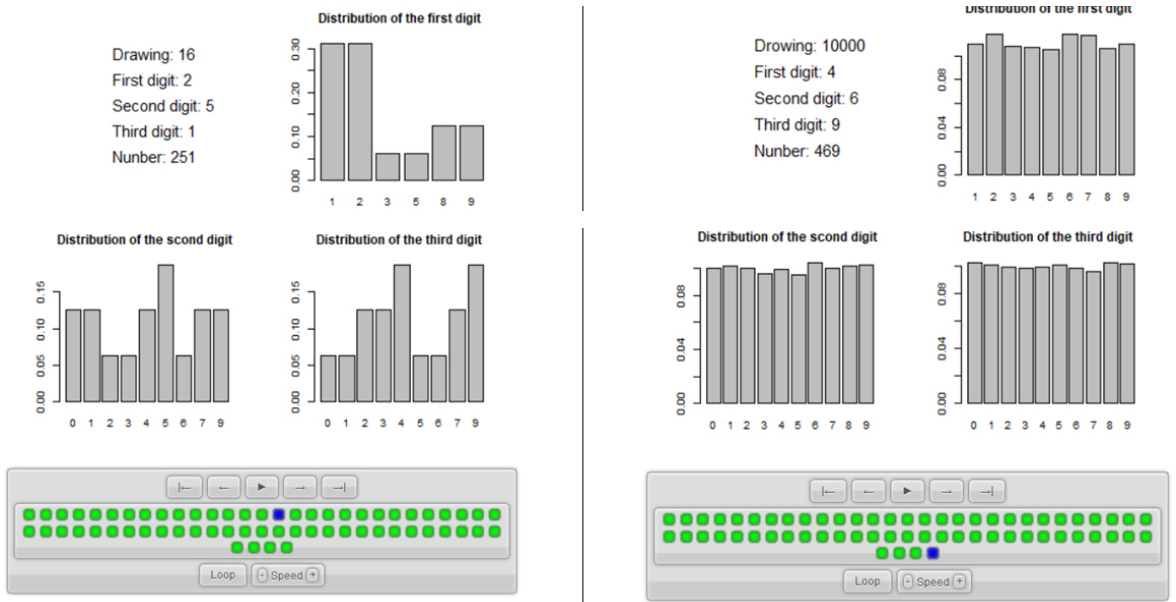 Distribution of the first digit
Drawing: 16
First digit: 2
Second digit: 5
Third digit: 1
Nunber: 251
0.30
0.20
0.10
0.00
1 2 3 5 8 9
Distribution of the scond digit
0.15
0.10
0.05
0.00
0 1 2 3 4 5 6 7 9
Distribution of the third digit
0.15
0.10
0.05
0.00
0 1 2 3 4 5 6 7 9
Loop
- Speed +
Distribution of the first digit
Drowing: 10000
First digit: 4
Second digit: 6
Third digit: 9
Nunber: 469
0.08
0.04
0.00
1 2 3 4 5 6 7 8 9
Distribution of the scond digit
0.08
0.04
0.00
0 1 2 3 4 5 6 7 8 9
Distribution of the third digit
0.08
0.04
0.00
0 1 2 3 4 5 6 7 8 9
Loop
- Speed +